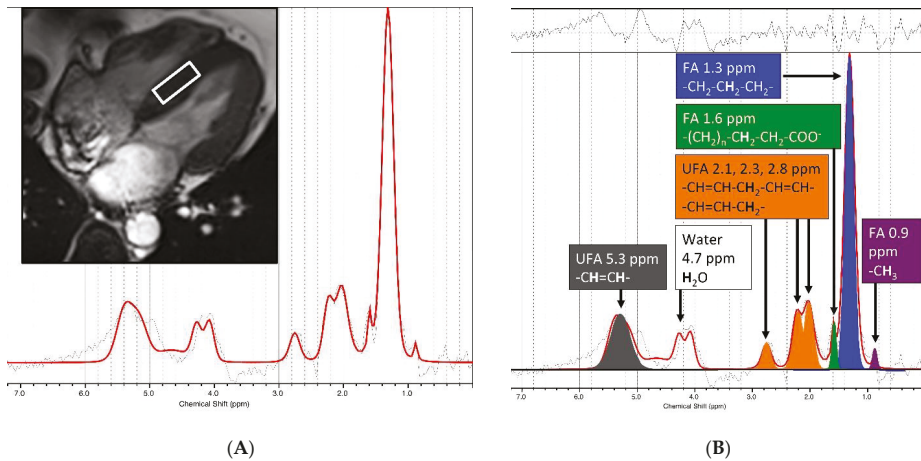 FA 1.3 ppm
-CH₂-CH₂-CH₂-
FA 1.6 ppm
-(CH₂)ₙ-CH₂-CH₂-COO⁻
UFA 2.1, 2.3, 2.8 ppm
-CH=CH-CH₂-CH=CH-
-CH=CH-CH₂-
FA 0.9
ppm
-CH₃
Water
4.7 ppm
H₂O
UFA 5.3 ppm
-CH=CH-
7.0 6.0 5.0 4.0 3.0 2.0 1.0
Chemical Shift (ppm)
7.0 6.0 5.0 4.0 3.0 2.0 1.0
Chemical Shift (ppm)
(A)
(B)